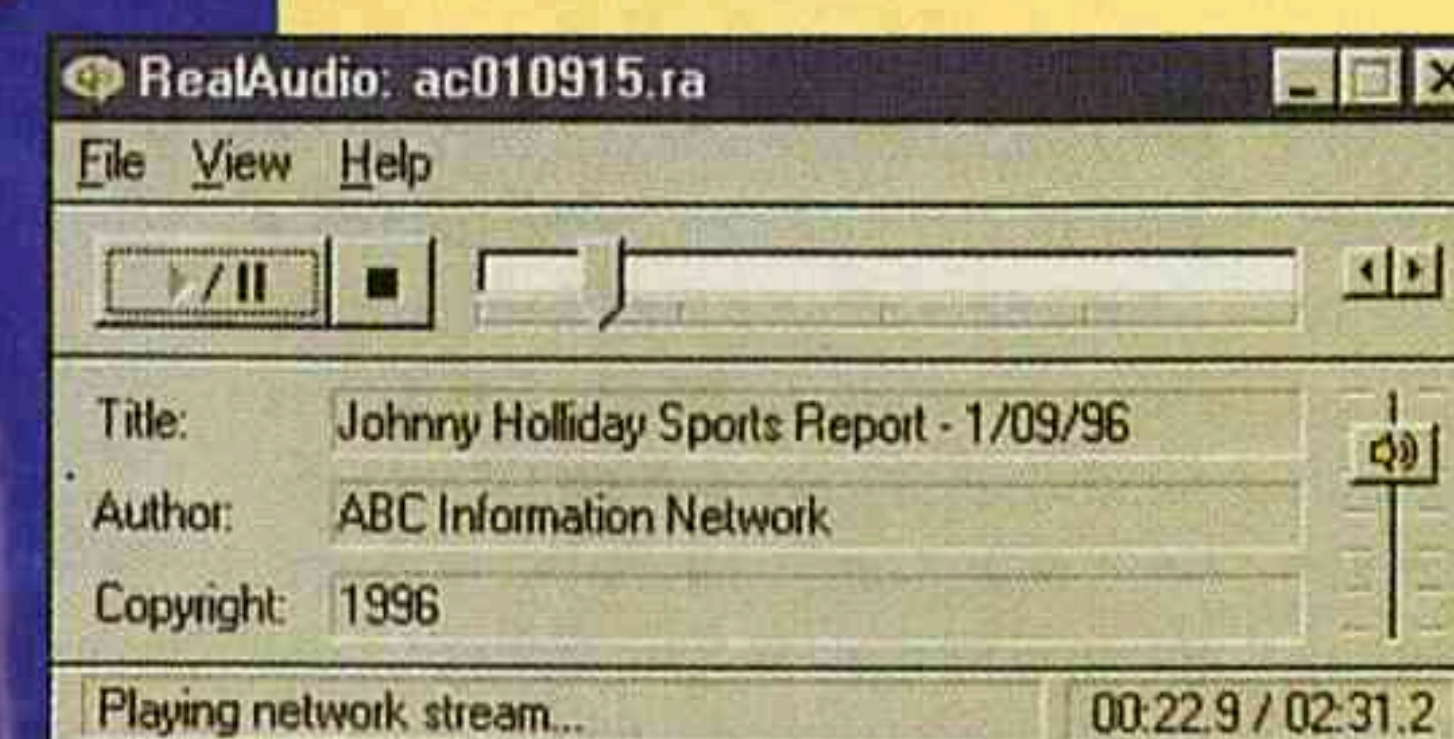 RealAudio: ac010915.ra
File View Help
Title: Johnny Holliday Sports Report - 1/09/96
Author: ABC Information Network
Copyright: 1996
Playing network stream... 00:22.9 / 02:31.2